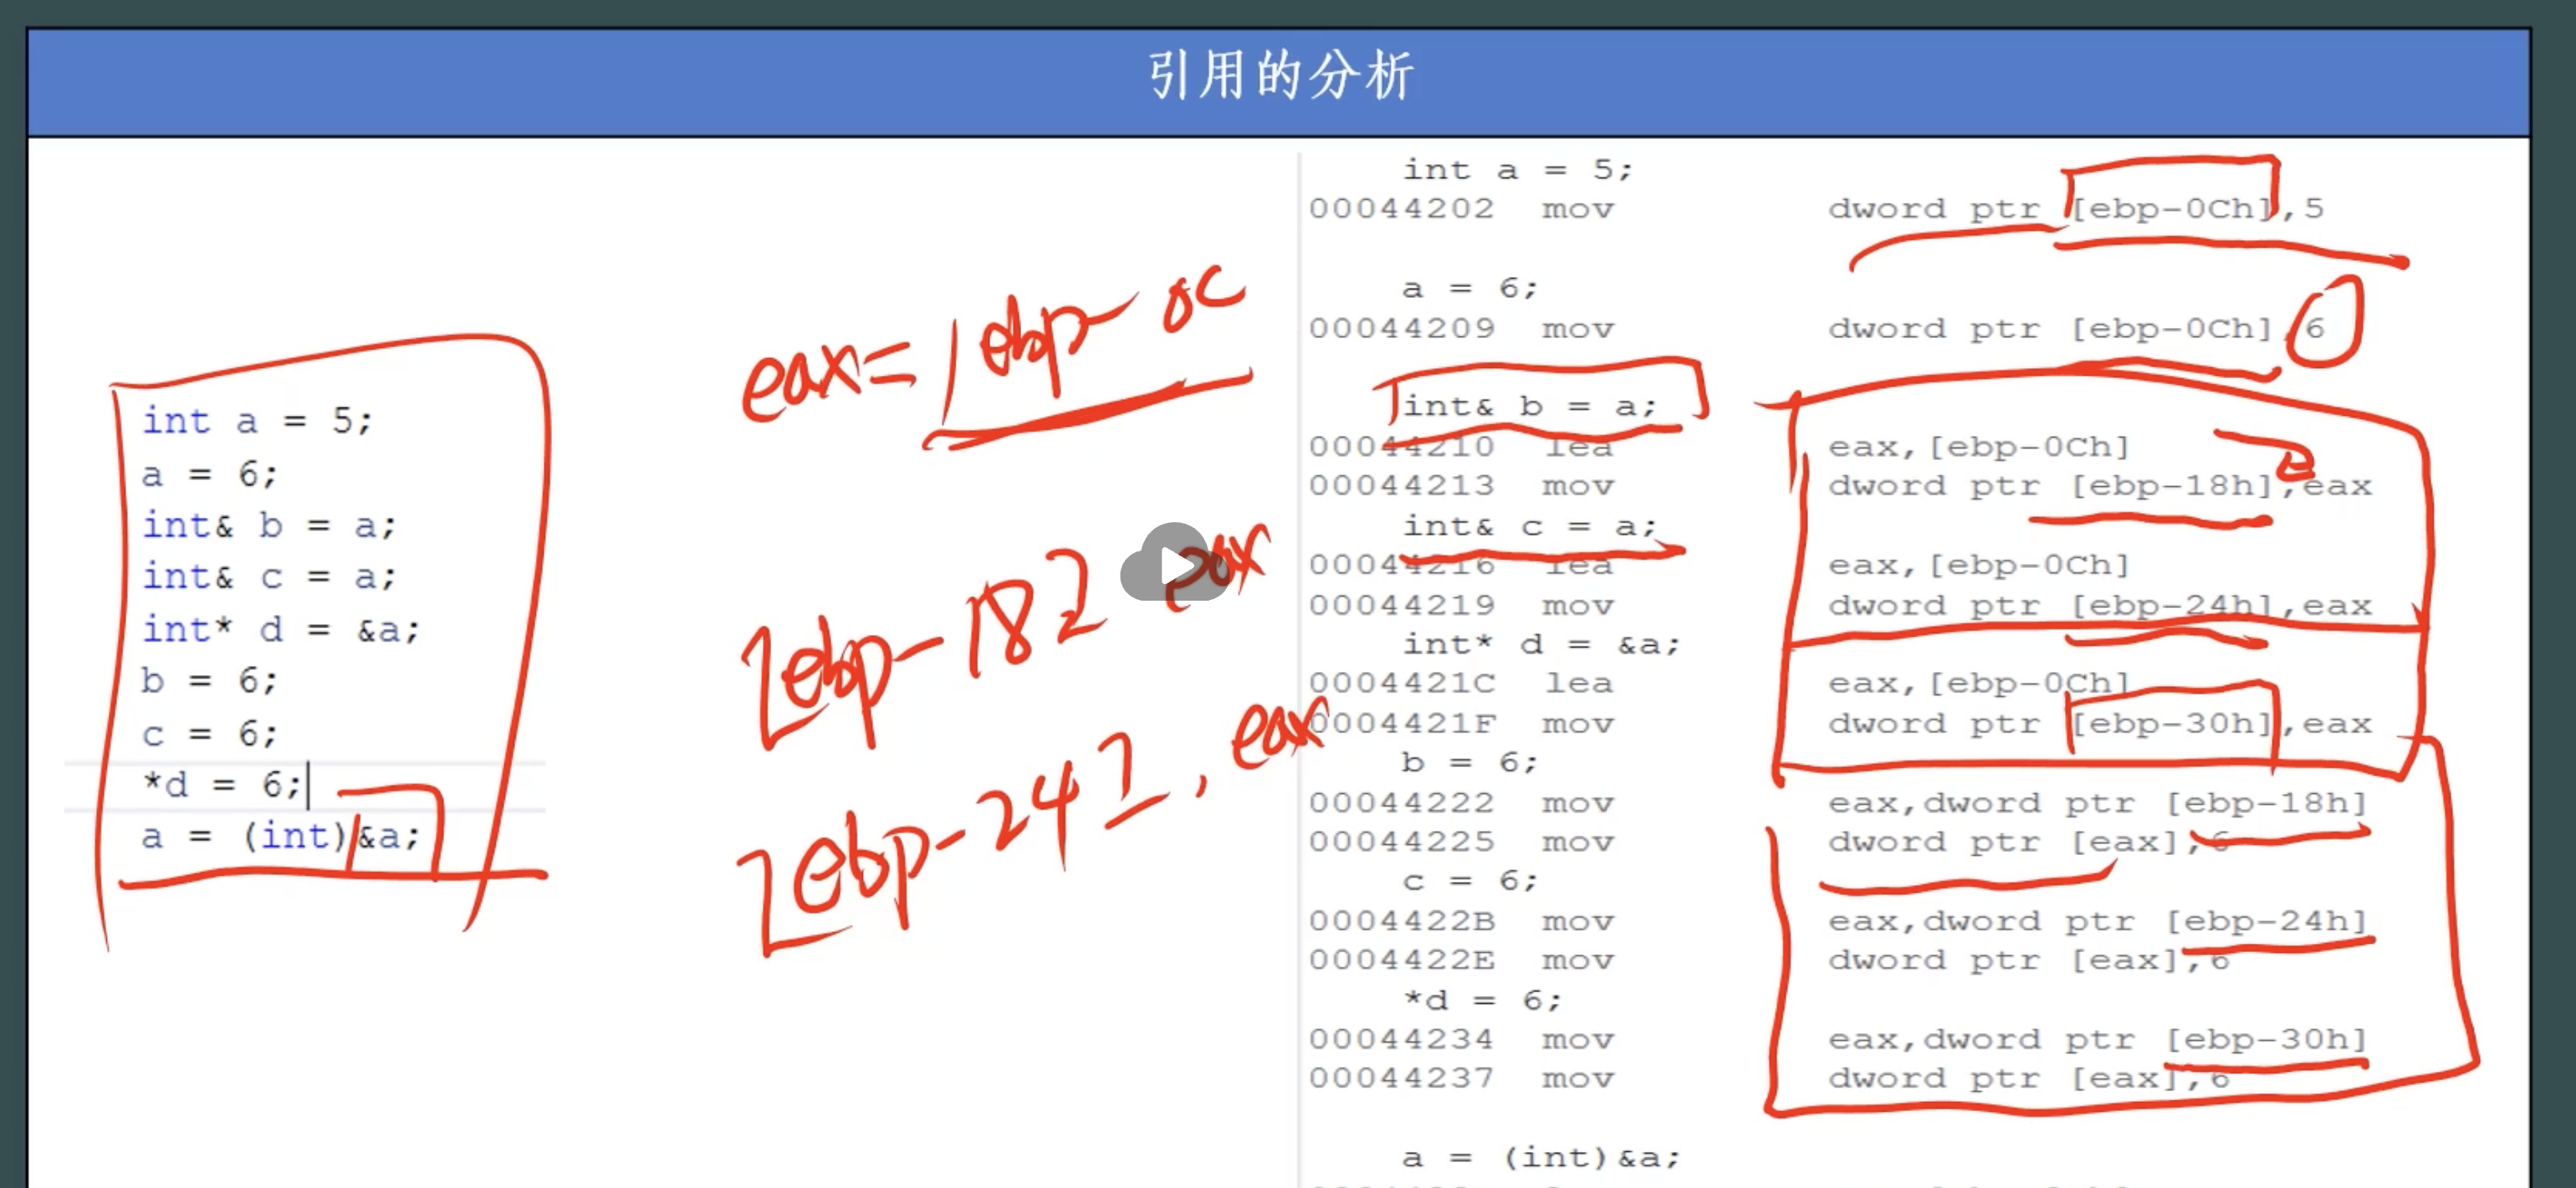 引用的分析
int a = 5;
a = 6;
int& b = a;
int& c = a;
int* d = &a;
b = 6;
c = 6;
*d = 6;
a = (int)&a;
eax= [ebp-0C
[ebp-18] eax
[ebp-24], eax
int a = 5;
00044202 mov dword ptr [ebp-0Ch],5
a = 6;
00044209 mov dword ptr [ebp-0Ch],6
int& b = a;
00044210 lea eax,[ebp-0Ch]
00044213 mov dword ptr [ebp-18h],eax
int& c = a;
00044216 lea eax,[ebp-0Ch]
00044219 mov dword ptr [ebp-24h],eax
int* d = &a;
0004421C lea eax,[ebp-0Ch]
0004421F mov dword ptr [ebp-30h],eax
b = 6;
00044222 mov eax,dword ptr [ebp-18h]
00044225 mov dword ptr [eax],6
c = 6;
0004422B mov eax,dword ptr [ebp-24h]
0004422E mov dword ptr [eax],6
*d = 6;
00044234 mov eax,dword ptr [ebp-30h]
00044237 mov dword ptr [eax],6
a = (int)&a;